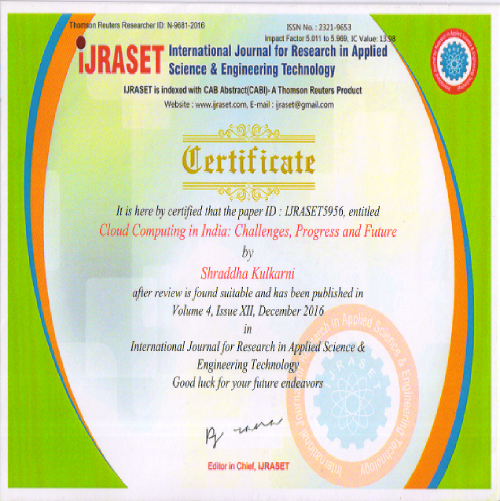 Thomson Reuters Researcher ID: N-9681-2016
ISSN No. : 2321-9653
Impact Factor 5.011 to 5.969, IC Value: 13.98
iJRASET International Journal for Research in Applied
Science & Engineering Technology
IJRASET is indexed with CAB Abstract(CABI)- A Thomson Reuters Product
Website : www.ijraset.com, E-mail : ijraset@gmail.com
Certificate
It is here by certified that the paper ID : IJRASET5956, entitled
Cloud Computing in India: Challenges, Progress and Future
by
Shraddha Kulkarni
after review is found suitable and has been published in
Volume 4, Issue XII, December 2016
in
International Journal for Research in Applied Science &
Engineering Technology
Good luck for your future endeavors
Editor in Chief, IJRASET
International Journal for Research in Applied Science & Engineering Technology
IJRASET